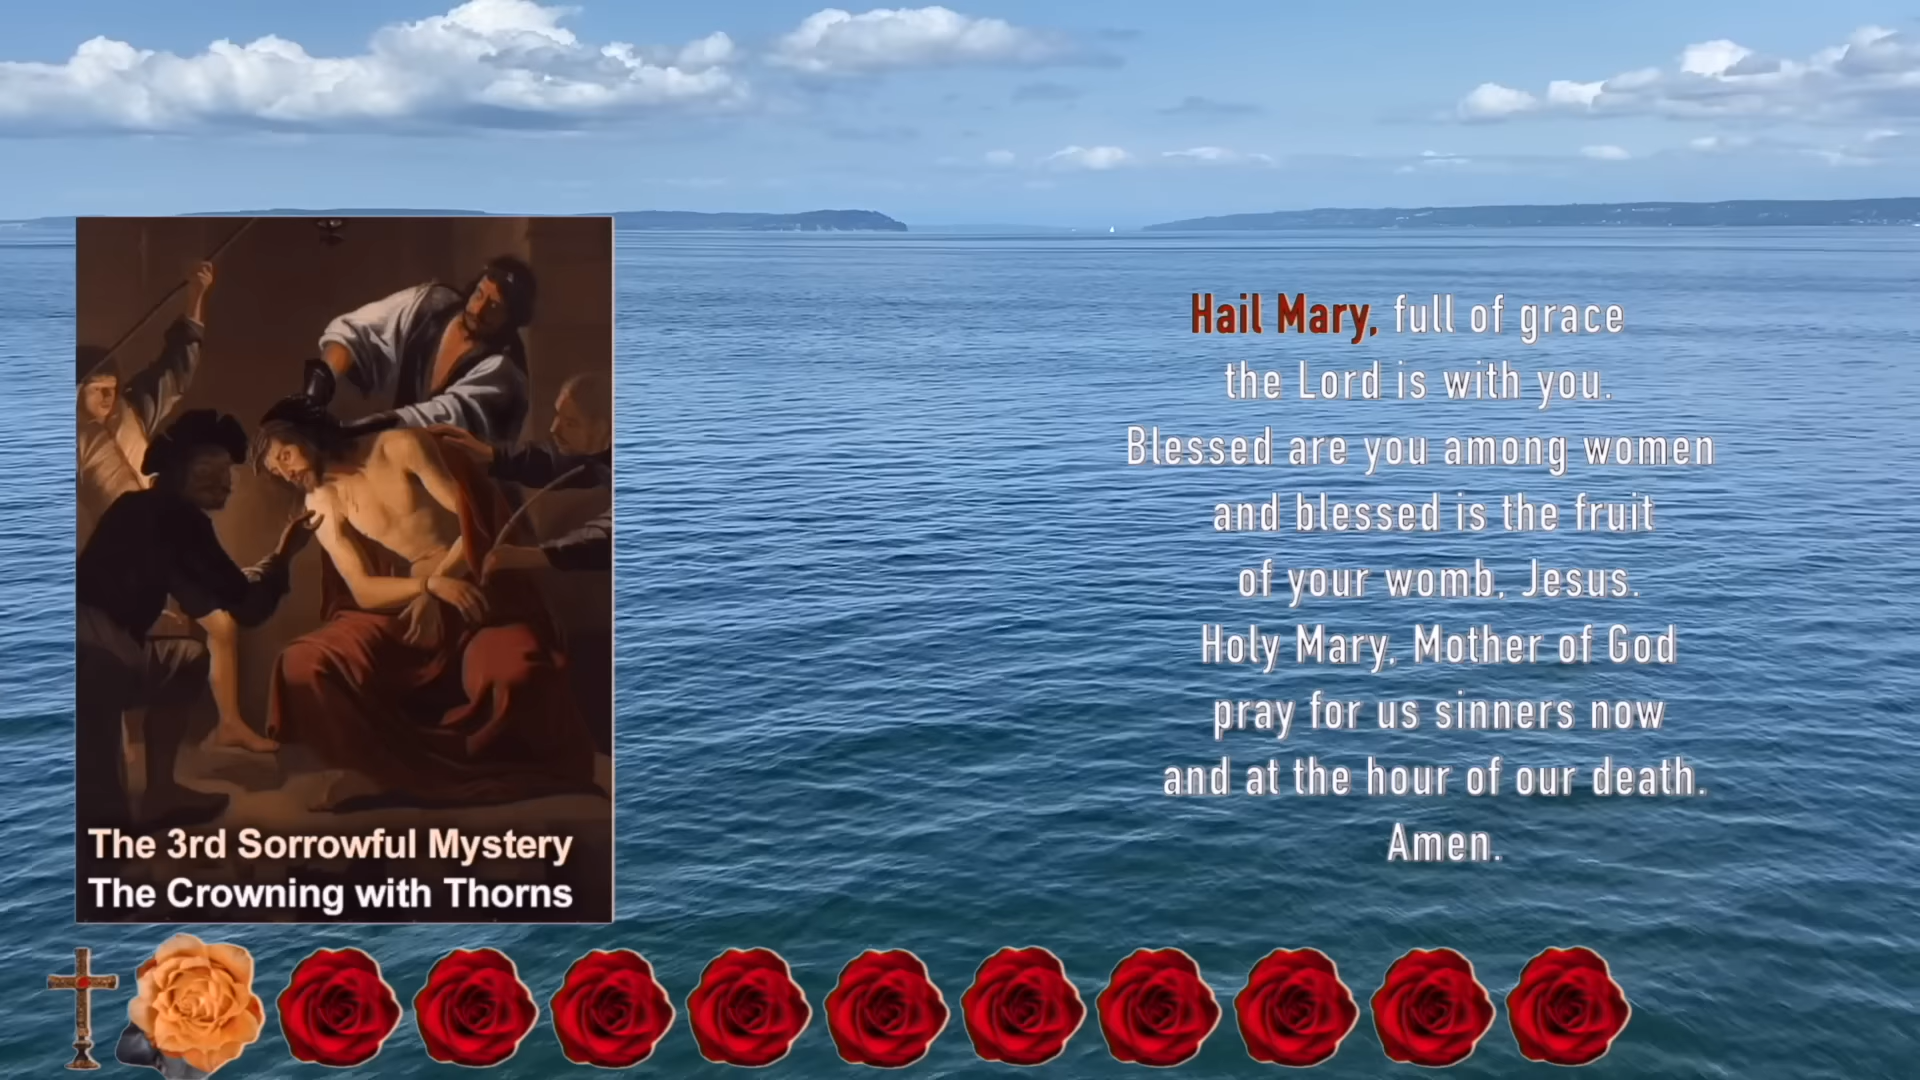 The 3rd Sorrowful Mystery
The Crowning with Thorns
Hail Mary, full of grace
the Lord is with you.
Blessed are you among women
and blessed is the fruit
of your womb, Jesus.
Holy Mary, Mother of God
pray for us sinners now
and at the hour of our death.
Amen.